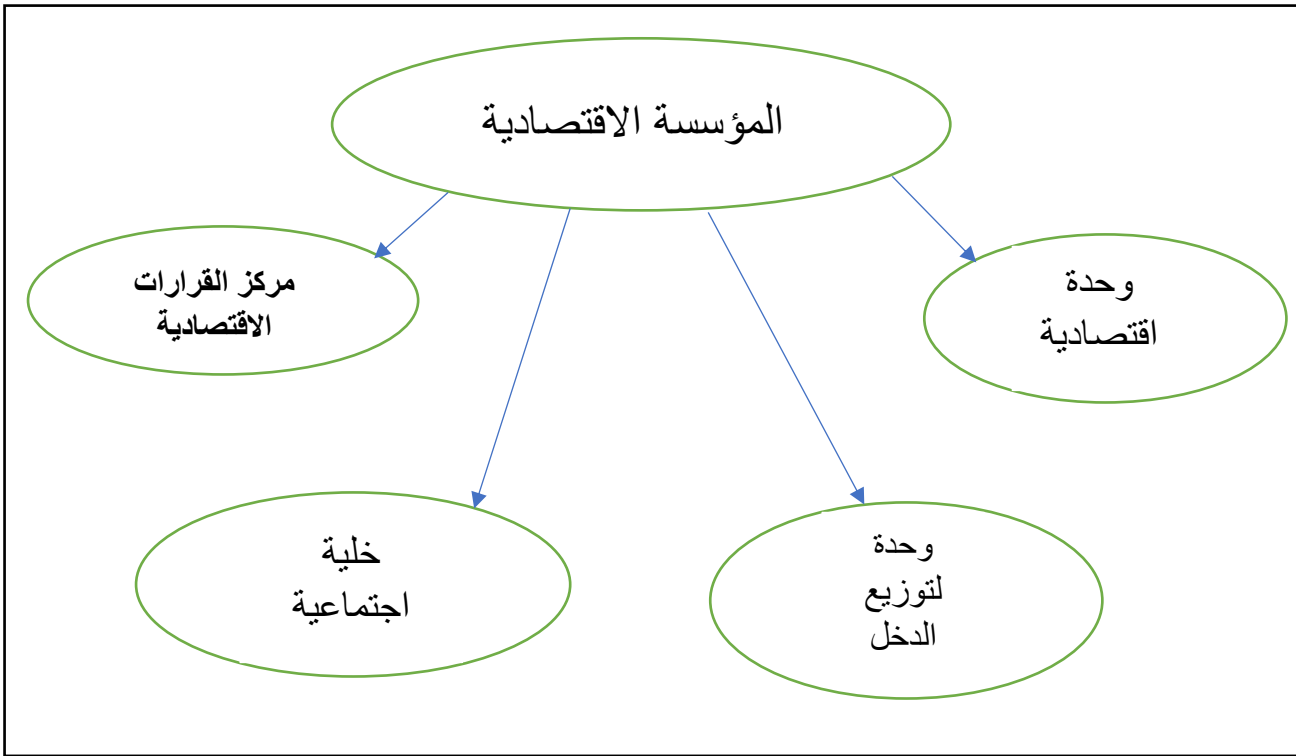 المؤسسة الاقتصادية
وحدة
اقتصادية
مركز القرارات
الاقتصادية
وحدة
لتوزيع
الدخل
خلية
اجتماعية